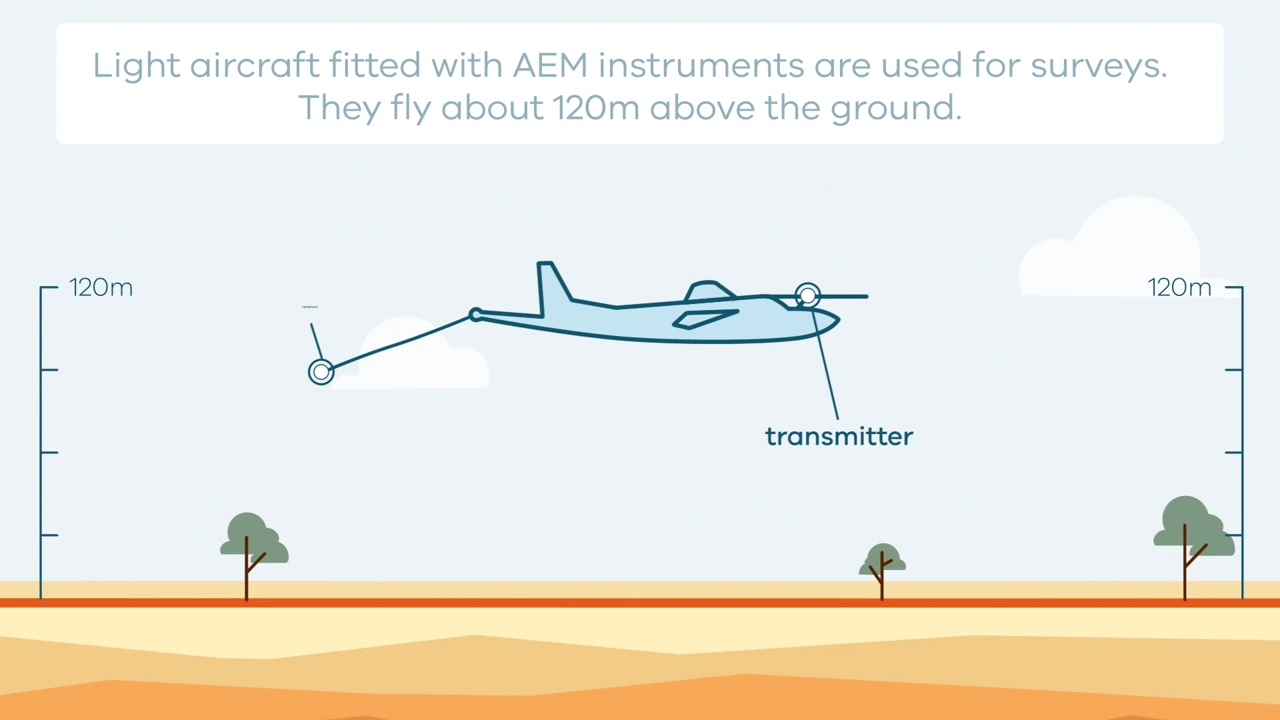 Light aircraft fitted with AEM instruments are used for surveys.
They fly about 120m above the ground.
120m
120m
transmitter